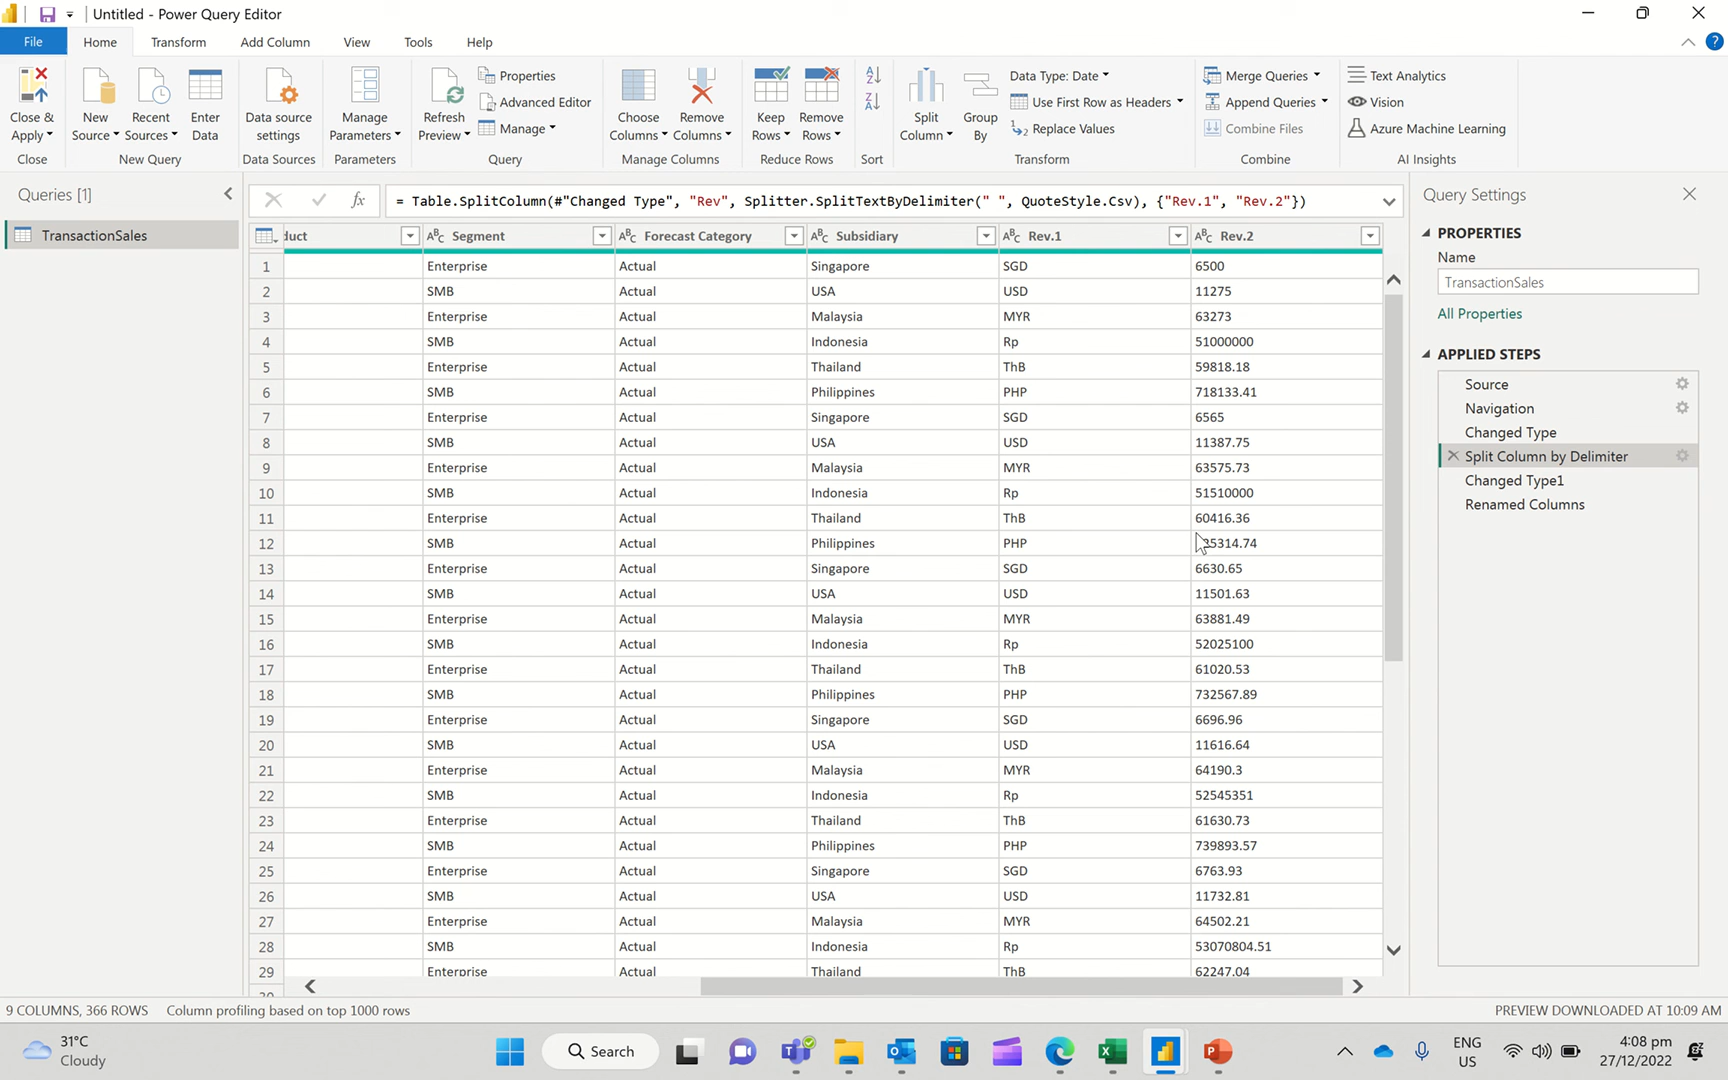 Untitled - Power Query Editor
File Home Transform Add Column View Tools Help
Close & Apply
New Source
Recent Sources
Enter Data
Data source settings
Manage Parameters
Refresh Preview
Properties
Advanced Editor
Manage
Choose Columns
Remove Columns
Keep Rows
Remove Rows
Split Column
Group By
Data Type: Date
Use First Row as Headers
Replace Values
Merge Queries
Append Queries
Combine Files
Text Analytics
Vision
Azure Machine Learning
Close New Query Data Sources Parameters Query Manage Columns Reduce Rows Sort Transform Combine AI Insights
Queries [1]
TransactionSales
fx = Table.SplitColumn(#"Changed Type", "Rev", Splitter.SplitTextByDelimiter(" ", QuoteStyle.Csv), {"Rev.1", "Rev.2"})
duct ABC Segment ABC Forecast Category ABC Subsidiary ABC Rev.1 ABC Rev.2
1 Enterprise Actual Singapore SGD 6500
2 SMB Actual USA USD 11275
3 Enterprise Actual Malaysia MYR 63273
4 SMB Actual Indonesia Rp 51000000
5 Enterprise Actual Thailand ThB 59818.18
6 SMB Actual Philippines PHP 718133.41
7 Enterprise Actual Singapore SGD 6565
8 SMB Actual USA USD 11387.75
9 Enterprise Actual Malaysia MYR 63575.73
10 SMB Actual Indonesia Rp 51510000
11 Enterprise Actual Thailand ThB 60416.36
12 SMB Actual Philippines PHP
13 Enterprise Actual Singapore SGD 6630.65
14 SMB Actual USA USD 11501.63
15 Enterprise Actual Malaysia MYR 63881.49
16 SMB Actual Indonesia Rp 52025100
17 Enterprise Actual Thailand ThB 61020.53
18 SMB Actual Philippines PHP 732567.89
19 Enterprise Actual Singapore SGD 6696.96
20 SMB Actual USA USD 11616.64
21 Enterprise Actual Malaysia MYR 64190.3
22 SMB Actual Indonesia Rp 52545351
23 Enterprise Actual Thailand ThB 61630.73
24 SMB Actual Philippines PHP 739893.57
25 Enterprise Actual Singapore SGD 6763.93
26 SMB Actual USA USD 11732.81
27 Enterprise Actual Malaysia MYR 64502.21
28 SMB Actual Indonesia Rp 53070804.51
29 Enterprise Actual Thailand ThB 62247.04
Query Settings
PROPERTIES
Name
TransactionSales
All Properties
APPLIED STEPS
Source
Navigation
Changed Type
Split Column by Delimiter
Changed Type1
Renamed Columns
9 COLUMNS, 366 ROWS Column profiling based on top 1000 rows PREVIEW DOWNLOADED AT 10:09 AM
31°C
Cloudy
Search
ENG
US
4:08 pm
27/12/2022